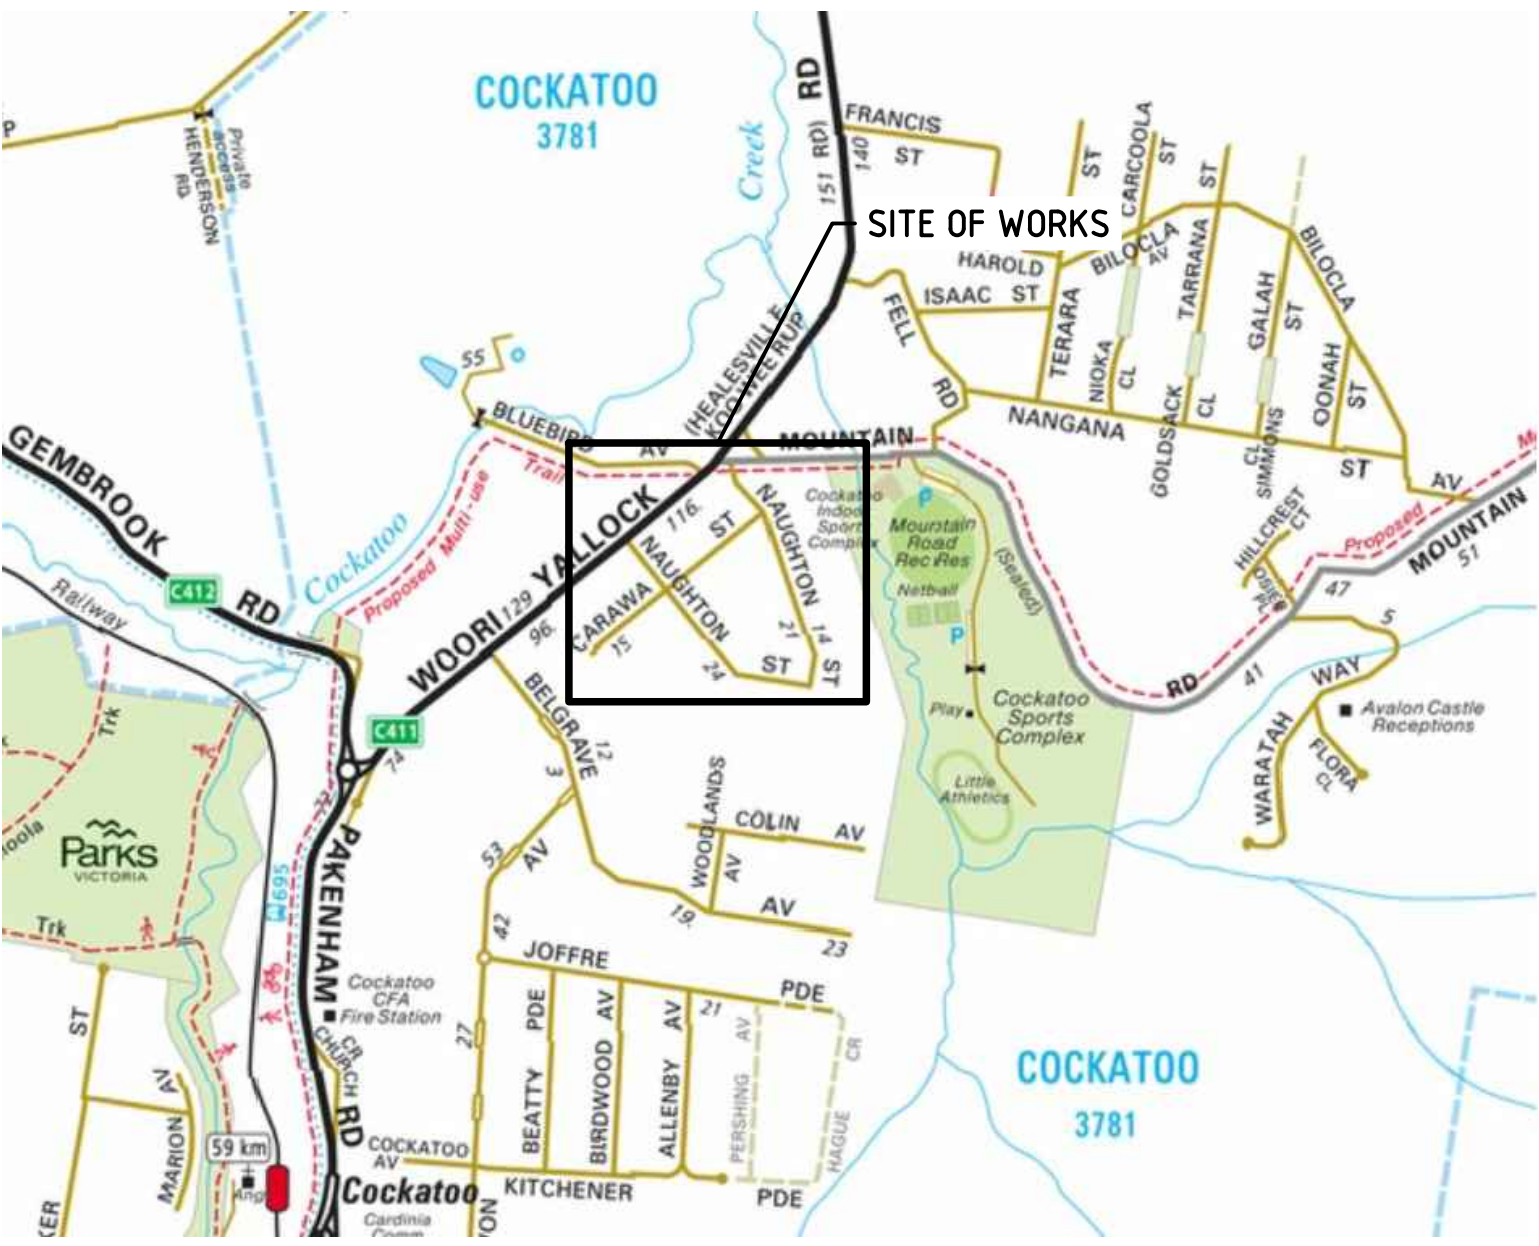 COCKATOO
3781
P
Private
access
HENDERSON
RD
Creek
RD
151 RD)
140
FRANCIS
ST
SITE OF WORKS
ST
CARCOOLA
ST
ST
HAROLD
BILOCLA
AV
TARRANA
BILOCLA
ISAAC ST
FELL
RD
TERARA
NIOKA
CL
GOLDSACK
CL
GALAH
ST
CL
SIMMONS
OONAH
ST
NANGANA
ST
AV
(HEALESVILLE
KOO WEE RUP
55
BLUEBIRD
AV
Trail
MOUNTAIN
GEMBROOK
RD
C412
Railway
Cockatoo
Proposed Multi-use
WOORI YALLOCK
129
96.
116.
NAUGHTON
ST
CARAWA
15
NAUGHTON
24
ST
21
14
ST
Cockatoo
Indoor
Sports
Complex
P
Mountain
Road
Rec Res
Netball
P
(Sealed)
Play
Cockatoo
Sports
Complex
Little
Athletics
RD
41
47
51
5
HILLCREST
CT
OSIER
PL
Proposed
MOUNTAIN
WAY
WARATAH
FLORA
CL
Avalon Castle
Receptions
C411
74
BELGRAVE
12
3
53
AV
42
WOODLANDS
AV
COLIN AV
19.
AV
23
Trk
Parks
VICTORIA
Trk
695
PAKENHAM
RD
Cockatoo
CFA
Fire Station
CHURCH
CR
JOFFRE
PDE
21
27
BEATTY PDE
BIRDWOOD AV
ALLENBY AV
PERSHING AV
HAGUE CR
COCKATOO
3781
ST
MARION AV
59 km
Ang
COCKATOO
AV
KITCHENER
PDE
Cockatoo
Cardinia
Comm